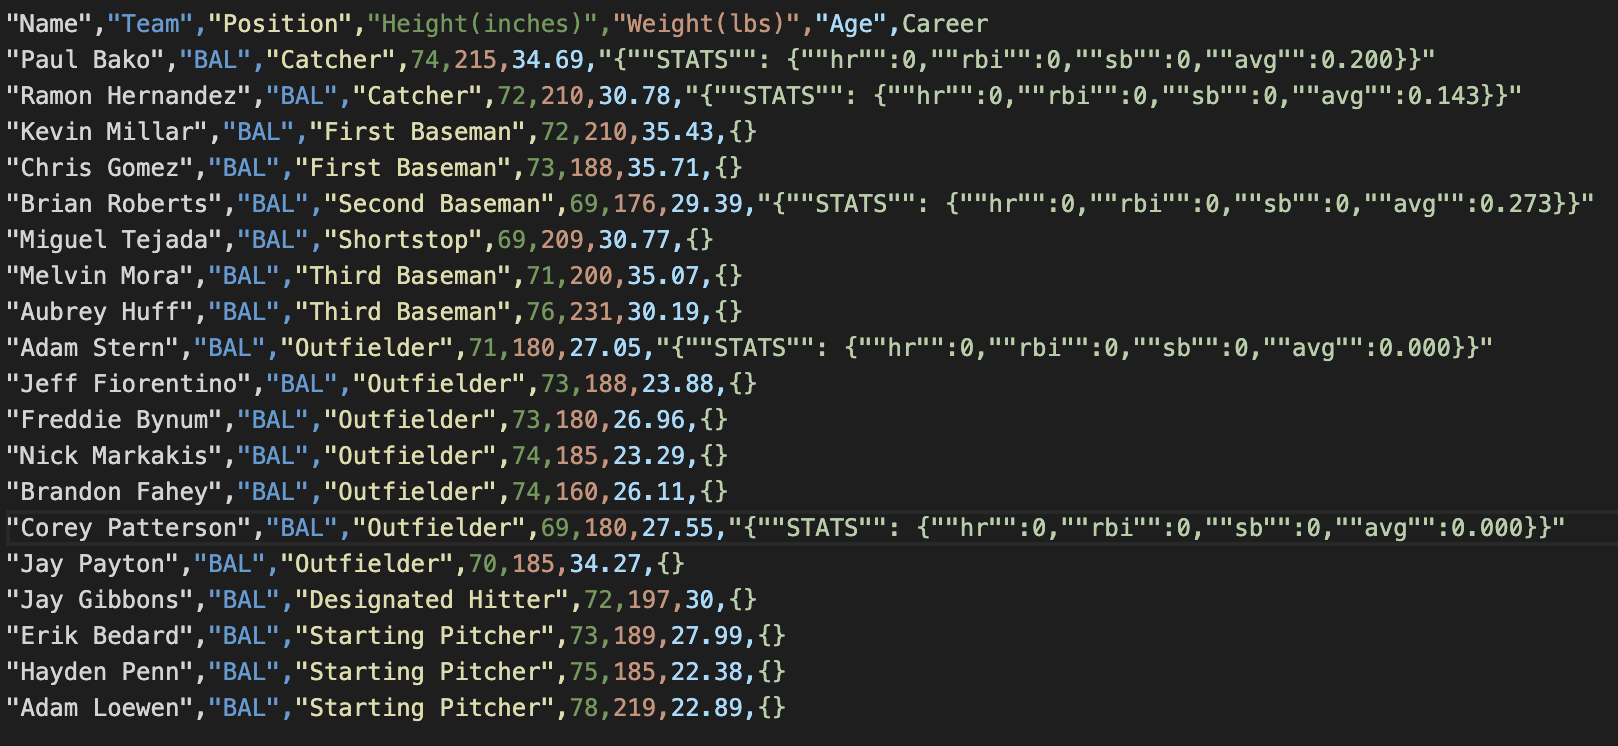 "Name","Team","Position","Height(inches)","Weight(lbs)","Age",Career
"Paul Bako","BAL","Catcher",74,215,34.69,"{""STATS"": {""hr"":0,""rbi"":0,""sb"":0,""avg"":0.200}}"
"Ramon Hernandez","BAL","Catcher",72,210,30.78,"{""STATS"": {""hr"":0,""rbi"":0,""sb"":0,""avg"":0.143}}"
"Kevin Millar","BAL","First Baseman",72,210,35.43,{}
"Chris Gomez","BAL","First Baseman",73,188,35.71,{}
"Brian Roberts","BAL","Second Baseman",69,176,29.39,"{""STATS"": {""hr"":0,""rbi"":0,""sb"":0,""avg"":0.273}}"
"Miguel Tejada","BAL","Shortstop",69,209,30.77,{}
"Melvin Mora","BAL","Third Baseman",71,200,35.07,{}
"Aubrey Huff","BAL","Third Baseman",76,231,30.19,{}
"Adam Stern","BAL","Outfielder",71,180,27.05,"{""STATS"": {""hr"":0,""rbi"":0,""sb"":0,""avg"":0.000}}"
"Jeff Fiorentino","BAL","Outfielder",73,188,23.88,{}
"Freddie Bynum","BAL","Outfielder",73,180,26.96,{}
"Nick Markakis","BAL","Outfielder",74,185,23.29,{}
"Brandon Fahey","BAL","Outfielder",74,160,26.11,{}
"Corey Patterson","BAL","Outfielder",69,180,27.55,"{""STATS"": {""hr"":0,""rbi"":0,""sb"":0,""avg"":0.000}}"
"Jay Payton","BAL","Outfielder",70,185,34.27,{}
"Jay Gibbons","BAL","Designated Hitter",72,197,30,{}
"Erik Bedard","BAL","Starting Pitcher",73,189,27.99,{}
"Hayden Penn","BAL","Starting Pitcher",75,185,22.38,{}
"Adam Loewen","BAL","Starting Pitcher",78,219,22.89,{}